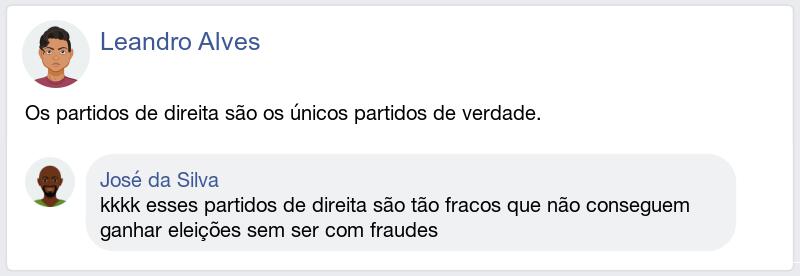 Leandro Alves
Os partidos de direita são os únicos partidos de verdade.
José da Silva
kkkk esses partidos de direita são tão fracos que não conseguem
ganhar eleições sem ser com fraudes